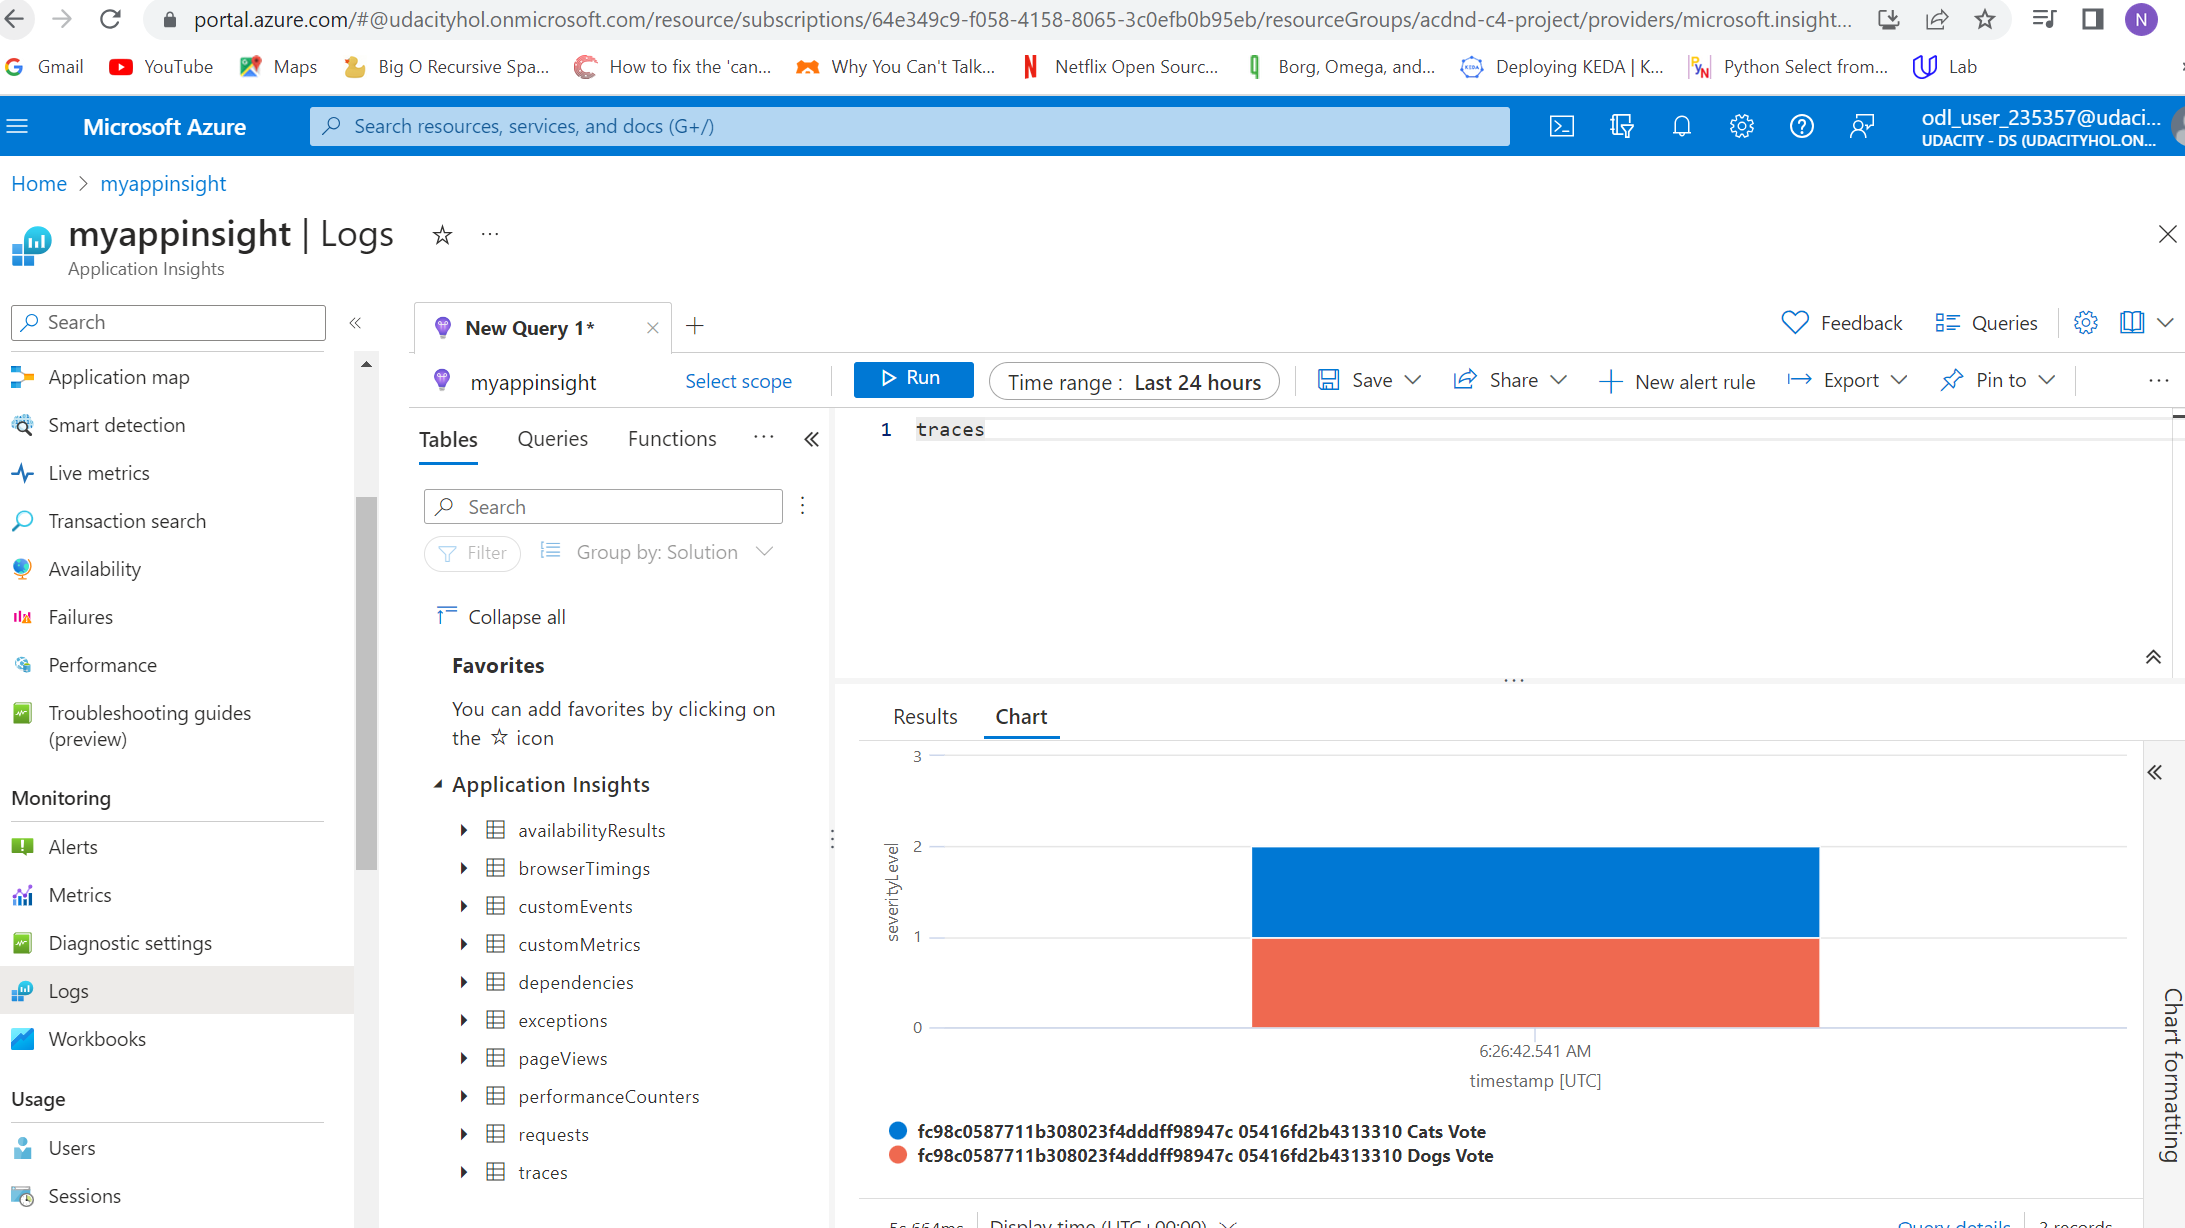 portal.azure.com/#@udacityhol.onmicrosoft.com/resource/subscriptions/64e349c9-f058-4158-8065-3c0efb0b95eb/resourceGroups/acdnd-c4-project/providers/microsoft.insight...
N
Gmail
YouTube
Maps
Big O Recursive Spa...
How to fix the 'can...
Why You Can't Talk...
Netflix Open Sourc...
Borg, Omega, and...
Deploying KEDA | K...
Python Select from...
Lab
Microsoft Azure
Search resources, services, and docs (G+/)
odl_user_235357@udaci...
UDACITY - DS (UDACITYHOL.ON...
Home > myappinsight
myappinsight | Logs
Application Insights
Search
Application map
Smart detection
Live metrics
Transaction search
Availability
Failures
Performance
Troubleshooting guides
(preview)
Monitoring
Alerts
Metrics
Diagnostic settings
Logs
Workbooks
Usage
Users
Sessions
New Query 1*
Feedback
Queries
myappinsight
Select scope
Run
Time range : Last 24 hours
Save
Share
New alert rule
Export
Pin to
Tables
Queries
Functions
Search
Filter
Group by: Solution
Collapse all
Favorites
You can add favorites by clicking on
the ☆ icon
Application Insights
availabilityResults
browserTimings
customEvents
customMetrics
dependencies
exceptions
pageViews
performanceCounters
requests
traces
1 traces
Results
Chart
3
2
1
0
severityLevel
6:26:42.541 AM
timestamp [UTC]
fc98c0587711b308023f4dddff98947c 05416fd2b4313310 Cats Vote
fc98c0587711b308023f4dddff98947c 05416fd2b4313310 Dogs Vote
Chart formatting
5s 664ms
Display time (UTC+00:00)
Query details
2 records